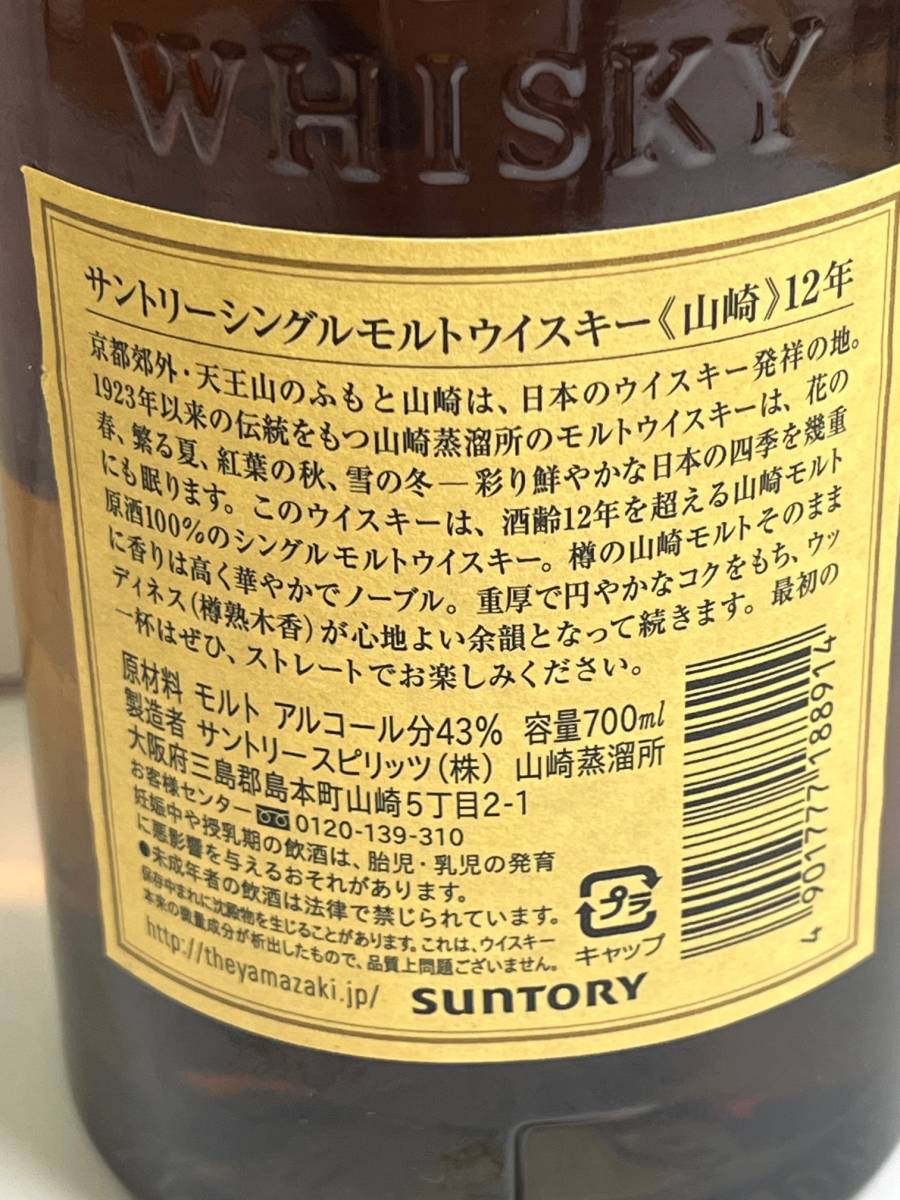 WHISKY
サントリーシングルモルトウイスキー《山崎》12年
京都郊外・天王山のふもと山崎は、日本のウイスキー発祥の地。
1923年以来の伝統をもつ山崎蒸溜所のモルトウイスキーは、花の
春、繁る夏、紅葉の秋、雪の冬―彩り鮮やかな日本の四季を幾重
にも眠ります。このウイスキーは、酒齢12年を超える山崎モルト
原酒100%のシングルモルトウイスキー。樽の山崎モルトそのまま
に香りは高く華やかでノーブル。重厚で円やかなコクをもち、ウッ
ディネス(樽熟木香)が心地よい余韻となって続きます。最初の
一杯はぜひ、ストレートでお楽しみください。
原材料 モルト アルコール分43% 容量700ml
製造者 サントリースピリッツ(株) 山崎蒸溜所
大阪府三島郡島本町山崎5丁目2-1
お客様センター 0120-139-310
妊娠中や授乳期の飲酒は、胎児・乳児の発育
に悪影響を与えるおそれがあります。
●未成年者の飲酒は法律で禁じられています。
保存中まれに沈殿物を生じることがあります。これは、ウイスキー
本来の微量成分が析出したもので、品質上問題ございません。
プラ
キャップ
http://theyamazaki.jp/
SUNTORY
4 901777 188914